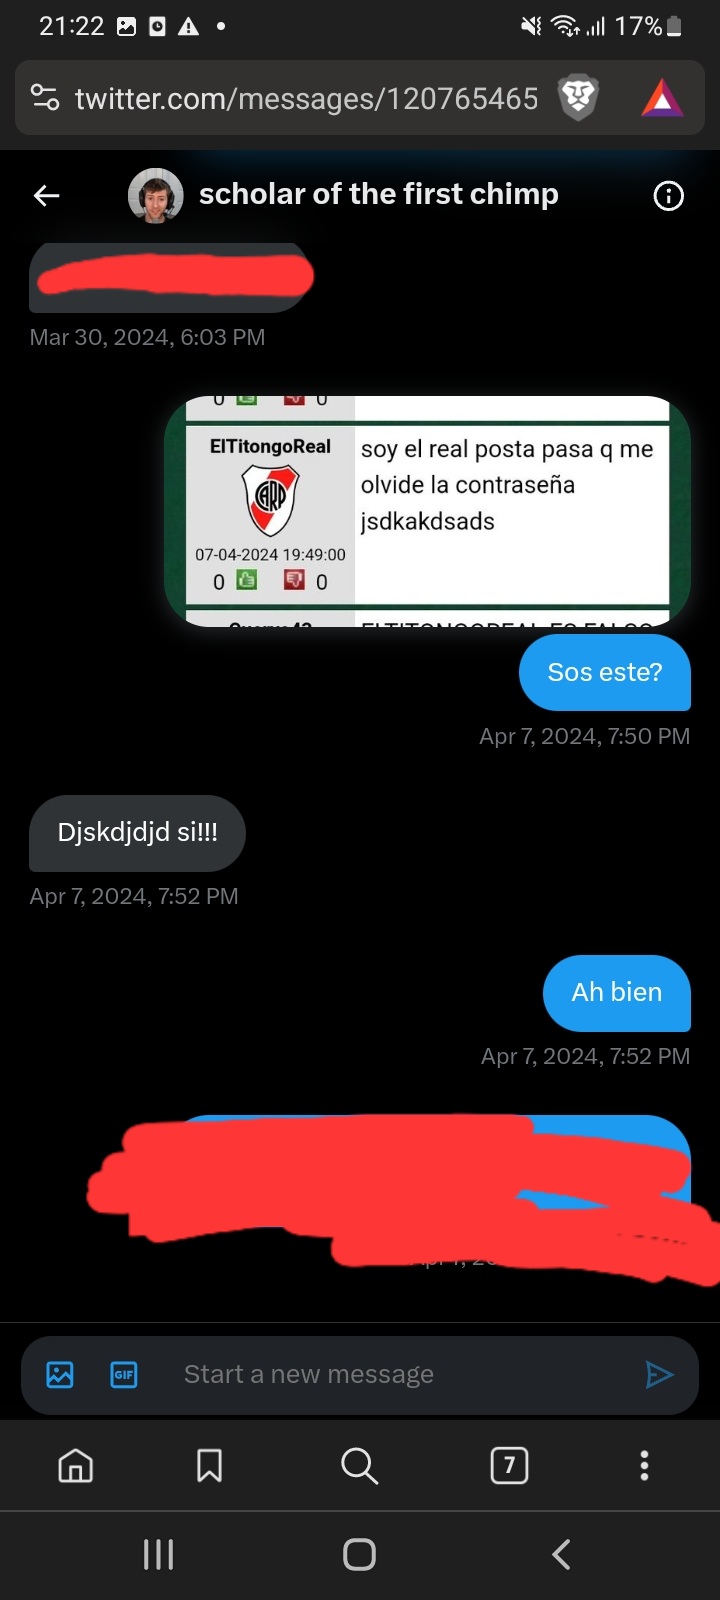 21:22
17%
twitter.com/messages/120765465
scholar of the first chimp
Mar 30, 2024, 6:03 PM
0 0
ElTitongoReal
soy el real posta pasa q me
olvide la contraseña
jsdkakdsads
CARP
07-04-2024 19:49:00
0 0
Sos este?
Apr 7, 2024, 7:50 PM
Djskdjdjd si!!!
Apr 7, 2024, 7:52 PM
Ah bien
Apr 7, 2024, 7:52 PM
GIF
Start a new message
7